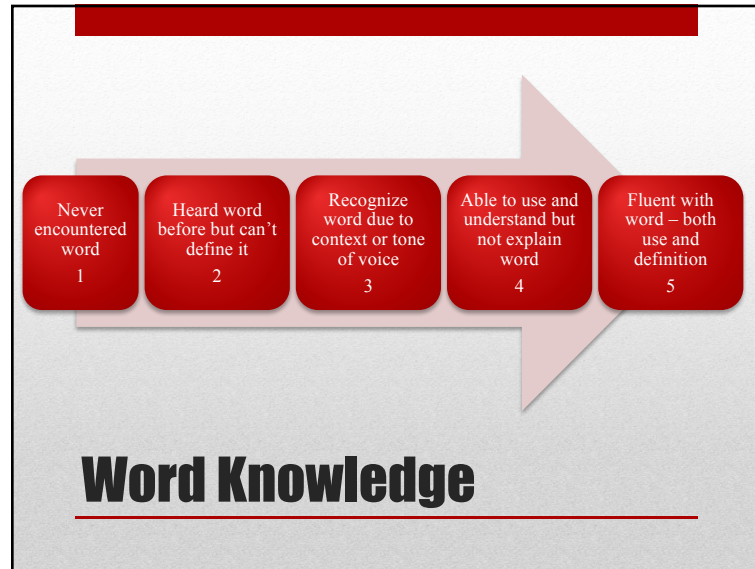 Never
encountered
word
1
Heard word
before but can't
define it
2
Recognize
word due to
context or tone
of voice
3
Able to use and
understand but
not explain
word
4
Fluent with
word – both
use and
definition
5
Word Knowledge